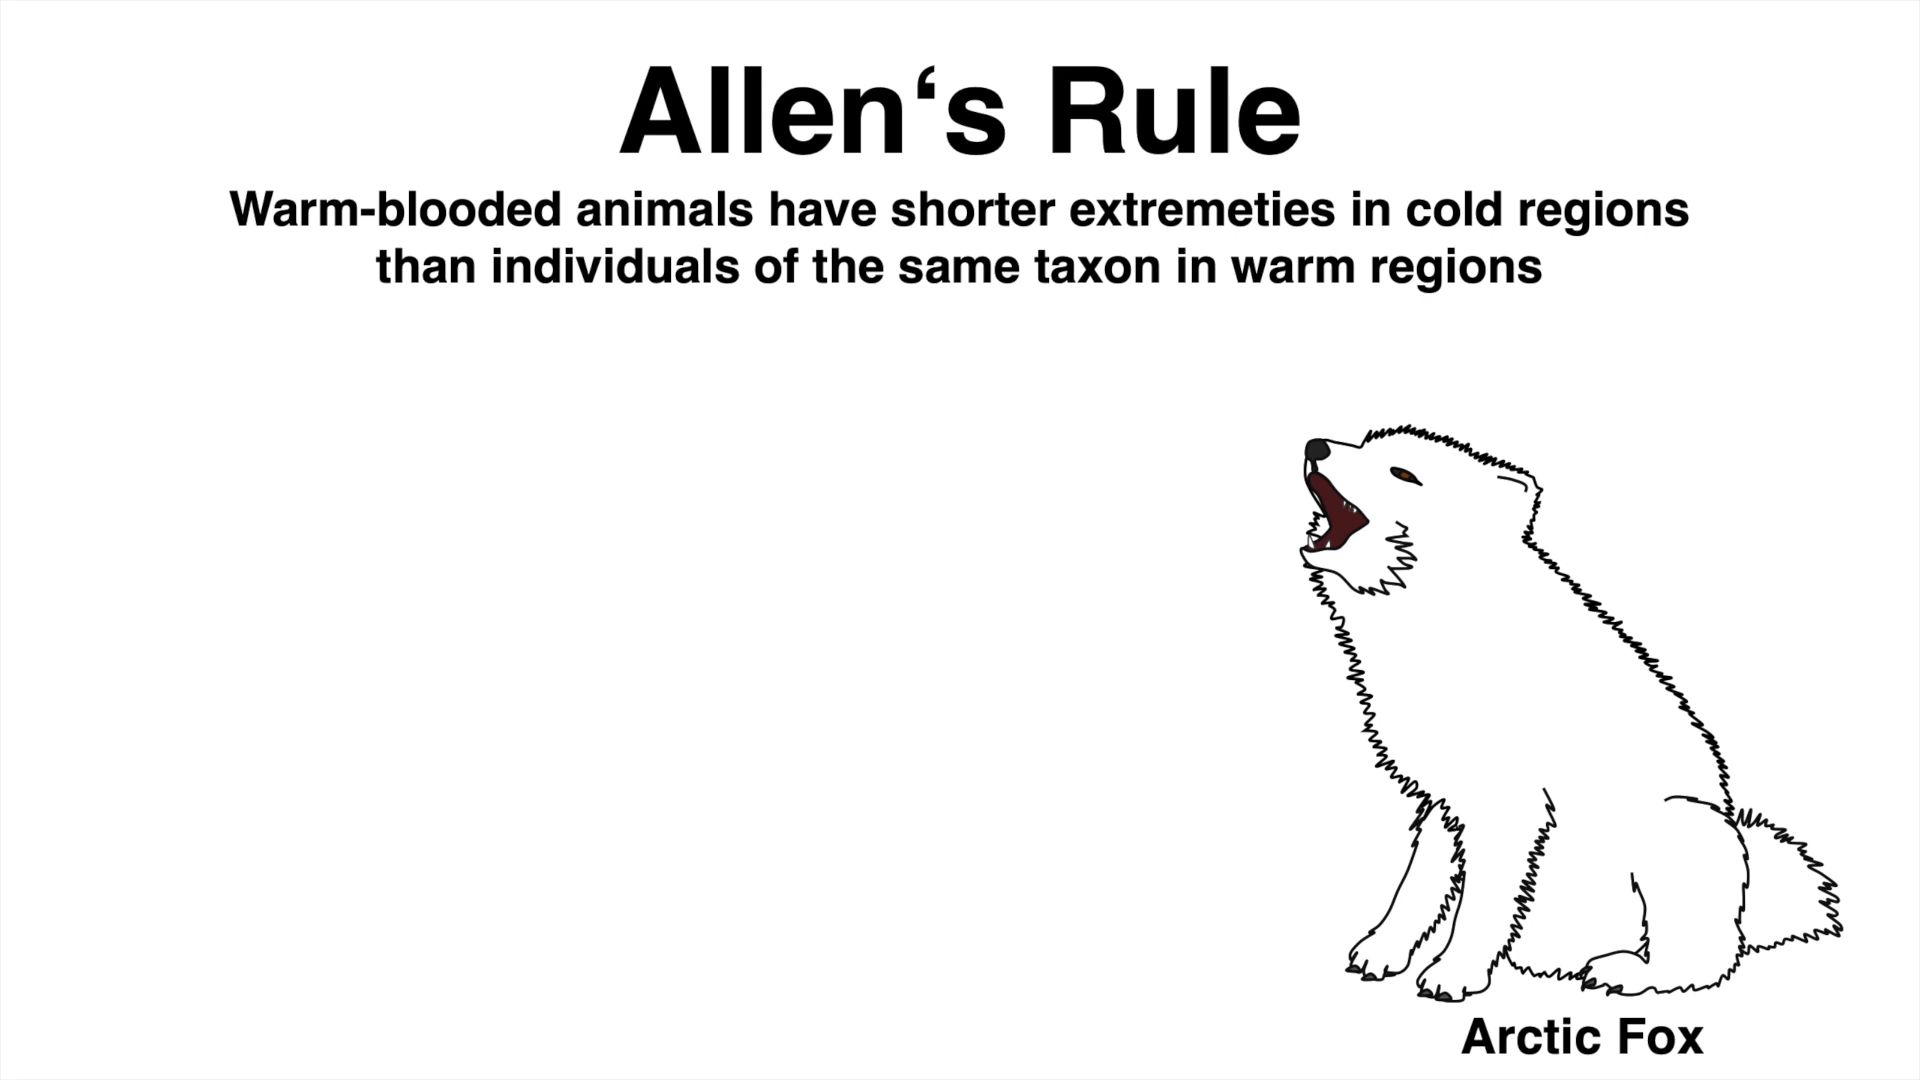 Allen‘s Rule
Warm-blooded animals have shorter extremeties in cold regions
than individuals of the same taxon in warm regions
Arctic Fox